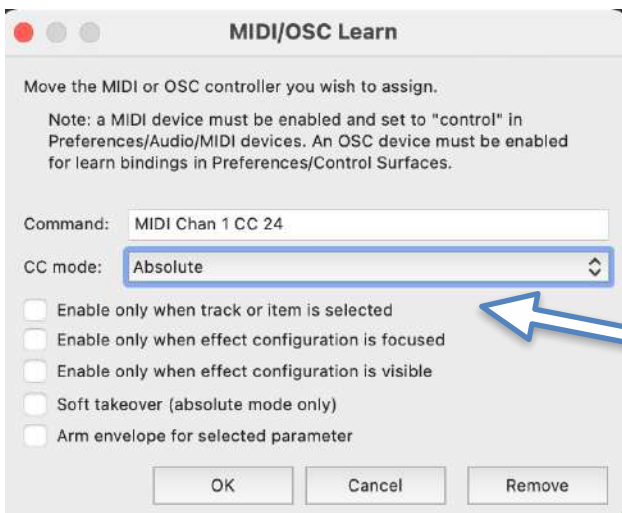 MIDI/OSC Learn
Move the MIDI or OSC controller you wish to assign.
Note: a MIDI device must be enabled and set to "control" in
Preferences/Audio/MIDI devices. An OSC device must be enabled
for learn bindings in Preferences/Control Surfaces.
Command: MIDI Chan 1 CC 24
CC mode: Absolute
Enable only when track or item is selected
Enable only when effect configuration is focused
Enable only when effect configuration is visible
Soft takeover (absolute mode only)
Arm envelope for selected parameter
OK Cancel Remove